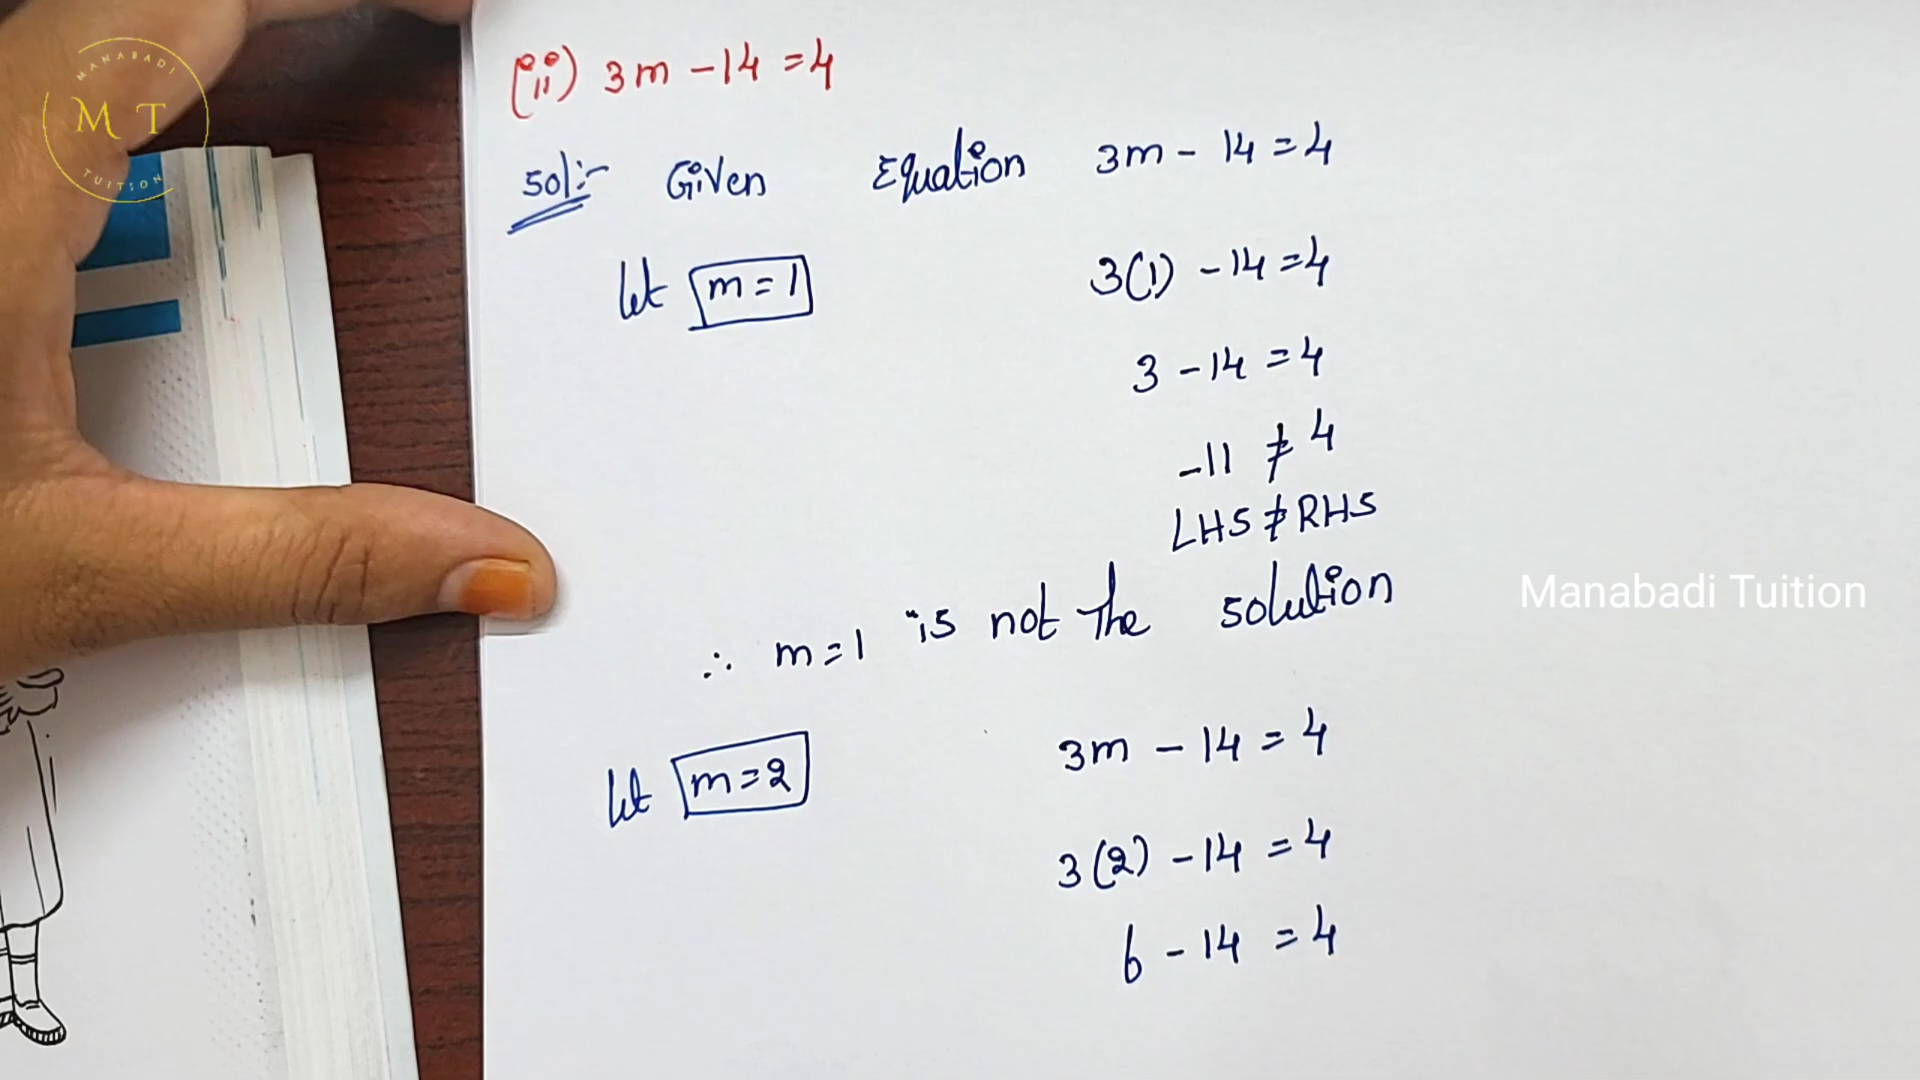 MANABADI
M T
TUITION
(ii) 3m - 14 = 4
Sol:- Given Equation 3m - 14 = 4
let m = 1 3(1) - 14 = 4
3 - 14 = 4
-11 ≠ 4
LHS ≠ RHS
∴ m = 1 is not the solution
Manabadi Tuition
let m = 2 3m - 14 = 4
3(2) - 14 = 4
6 - 14 = 4